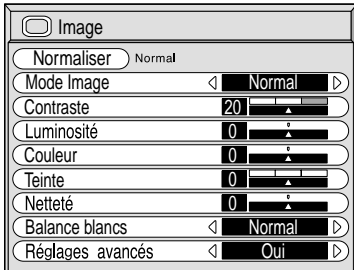 Image
Normaliser Normal
Mode Image Normal
Contraste 20
Luminosité 0
Couleur 0
Teinte 0
Netteté 0
Balance blancs Normal
Réglages avancés Oui